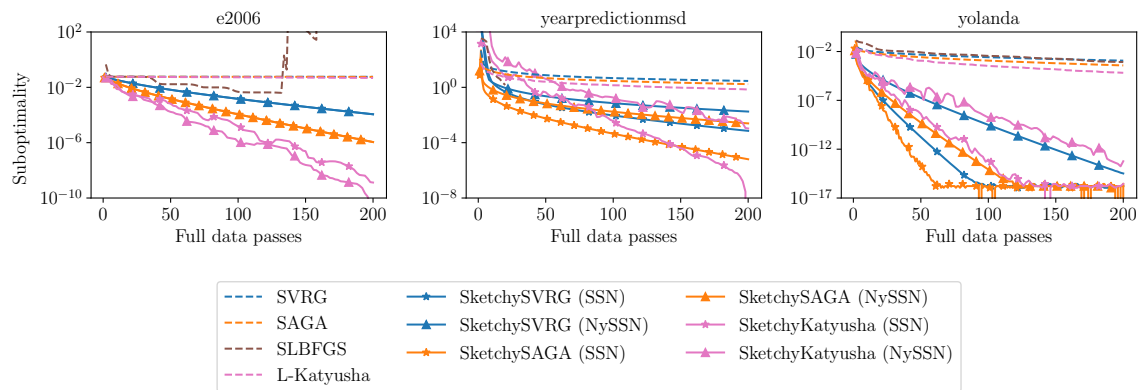 e2006
yearpredictionmsd
yolanda
Suboptimality
10^2
10^-2
10^-6
10^-10
0 50 100 150 200
Full data passes
10^4
10^0
10^-4
10^-8
0 50 100 150 200
Full data passes
10^-2
10^-7
10^-12
10^-17
0 50 100 150 200
Full data passes
SVRG
SAGA
SLBFGS
L-Katyusha
SketchySVRG (SSN)
SketchySVRG (NySSN)
SketchySAGA (SSN)
SketchySAGA (NySSN)
SketchyKatyusha (SSN)
SketchyKatyusha (NySSN)